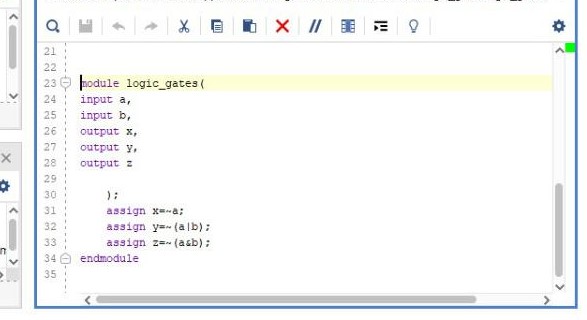 21
22
23 module logic_gates(
24 input a,
25 input b,
26 output x,
27 output y,
28 output z
29
30 );
31 assign x=~a;
32 assign y=~(a|b);
33 assign z=~(a&b);
34 endmodule
35